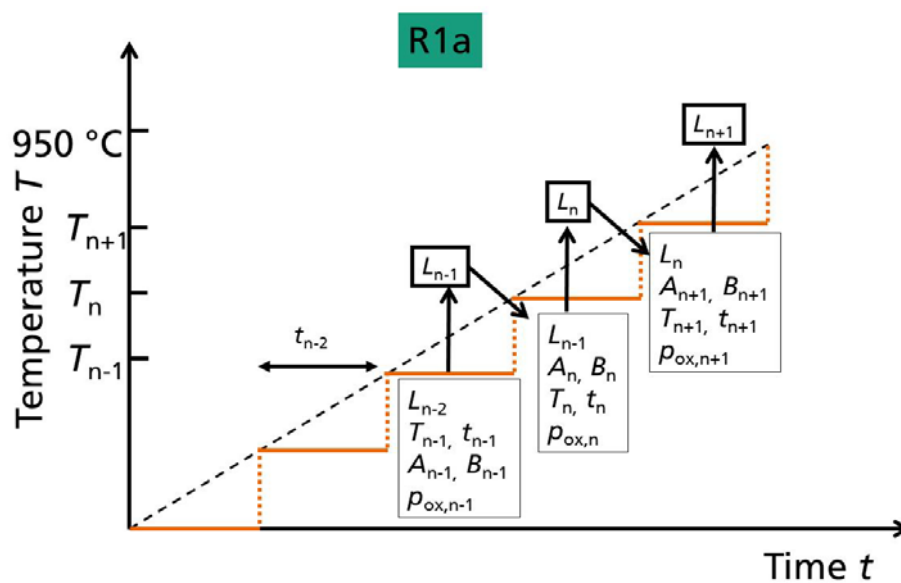 R1a
950 °C
Temperature T
Tₙ₊₁
Tₙ
Tₙ₋₁
tₙ₋₂
Lₙ₋₁
Lₙ
Lₙ₊₁
Lₙ₋₂
Tₙ₋₁, tₙ₋₁
Aₙ₋₁, Bₙ₋₁
pₒₓ,ₙ₋₁
Lₙ₋₁
Aₙ, Bₙ
Tₙ, tₙ
pₒₓ,ₙ
Lₙ
Aₙ₊₁, Bₙ₊₁
Tₙ₊₁, tₙ₊₁
pₒₓ,ₙ₊₁
Time t